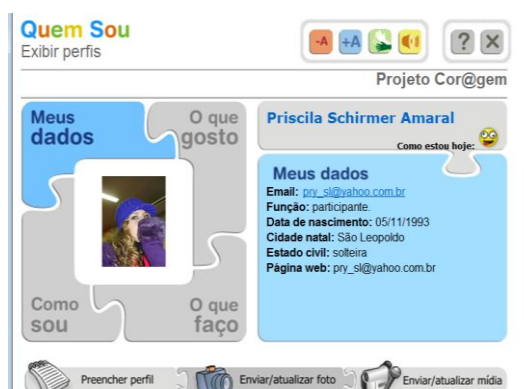 Quem Sou
Exibir perfis
-A +A ? X
Projeto Cor@gem
Meus
dados
O que
gosto
Como
sou
O que
faço
Priscila Schirmer Amaral
Como estou hoje:
Meus dados
Email: pry_sl@yahoo.com.br
Função: participante.
Data de nascimento: 05/11/1993
Cidade natal: São Leopoldo
Estado civil: solteira
Página web: pry_sl@yahoo.com.br
Preencher perfil
Enviar/atualizar foto
Enviar/atualizar mídia